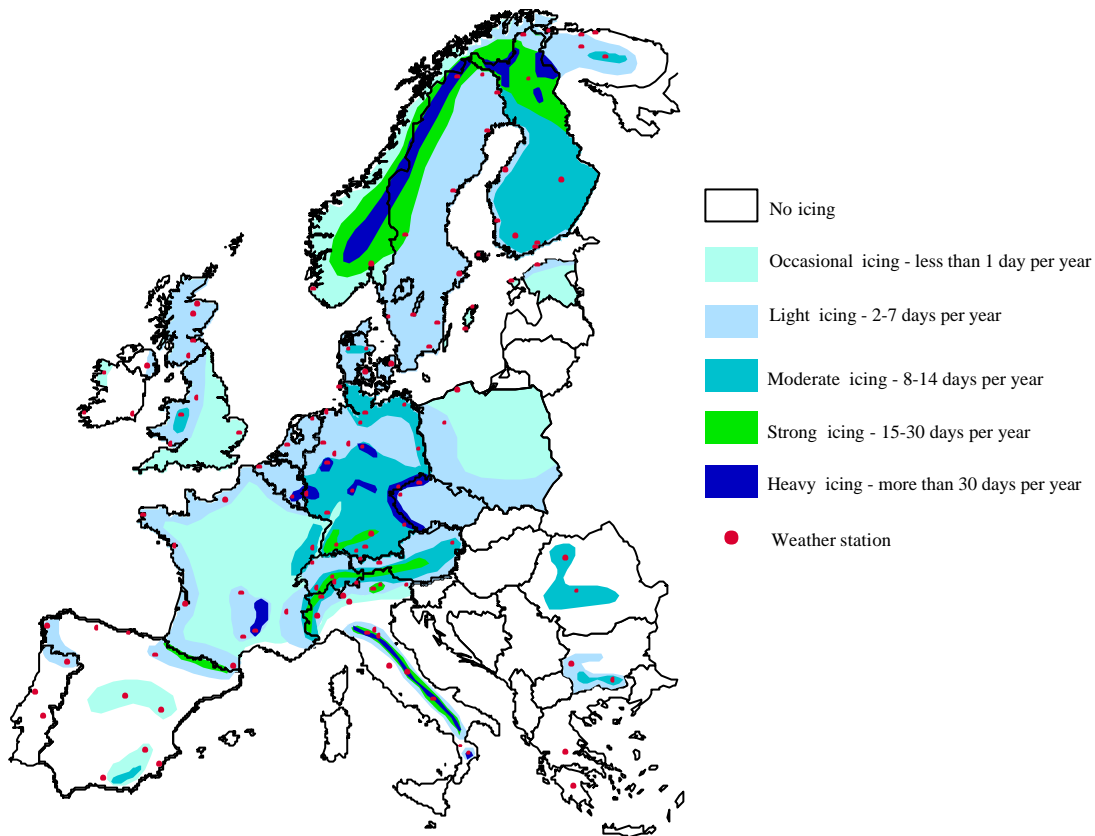 No icing
Occasional icing - less than 1 day per year
Light icing - 2-7 days per year
Moderate icing - 8-14 days per year
Strong icing - 15-30 days per year
Heavy icing - more than 30 days per year
Weather station